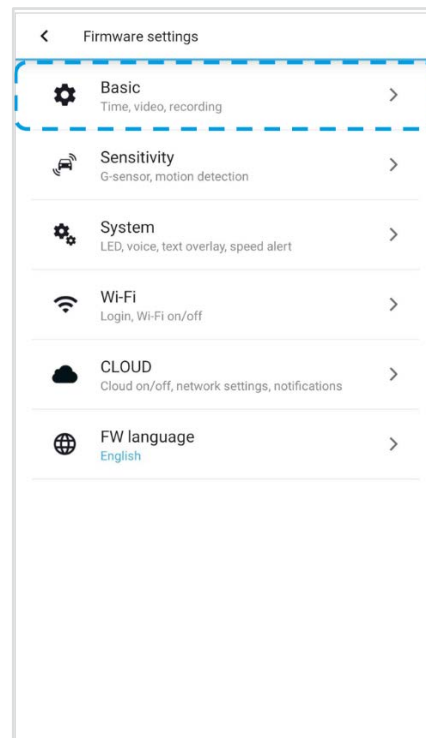 Firmware settings
Basic
Time, video, recording
Sensitivity
G-sensor, motion detection
System
LED, voice, text overlay, speed alert
Wi-Fi
Login, Wi-Fi on/off
CLOUD
Cloud on/off, network settings, notifications
FW language
English